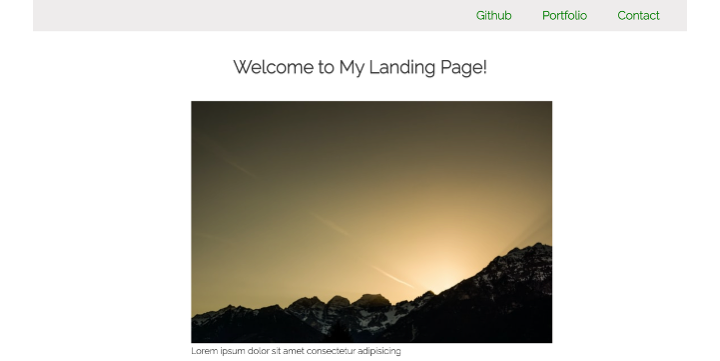 Github Portfolio Contact
Welcome to My Landing Page!
Lorem ipsum dolor sit amet consectetur adipisicing